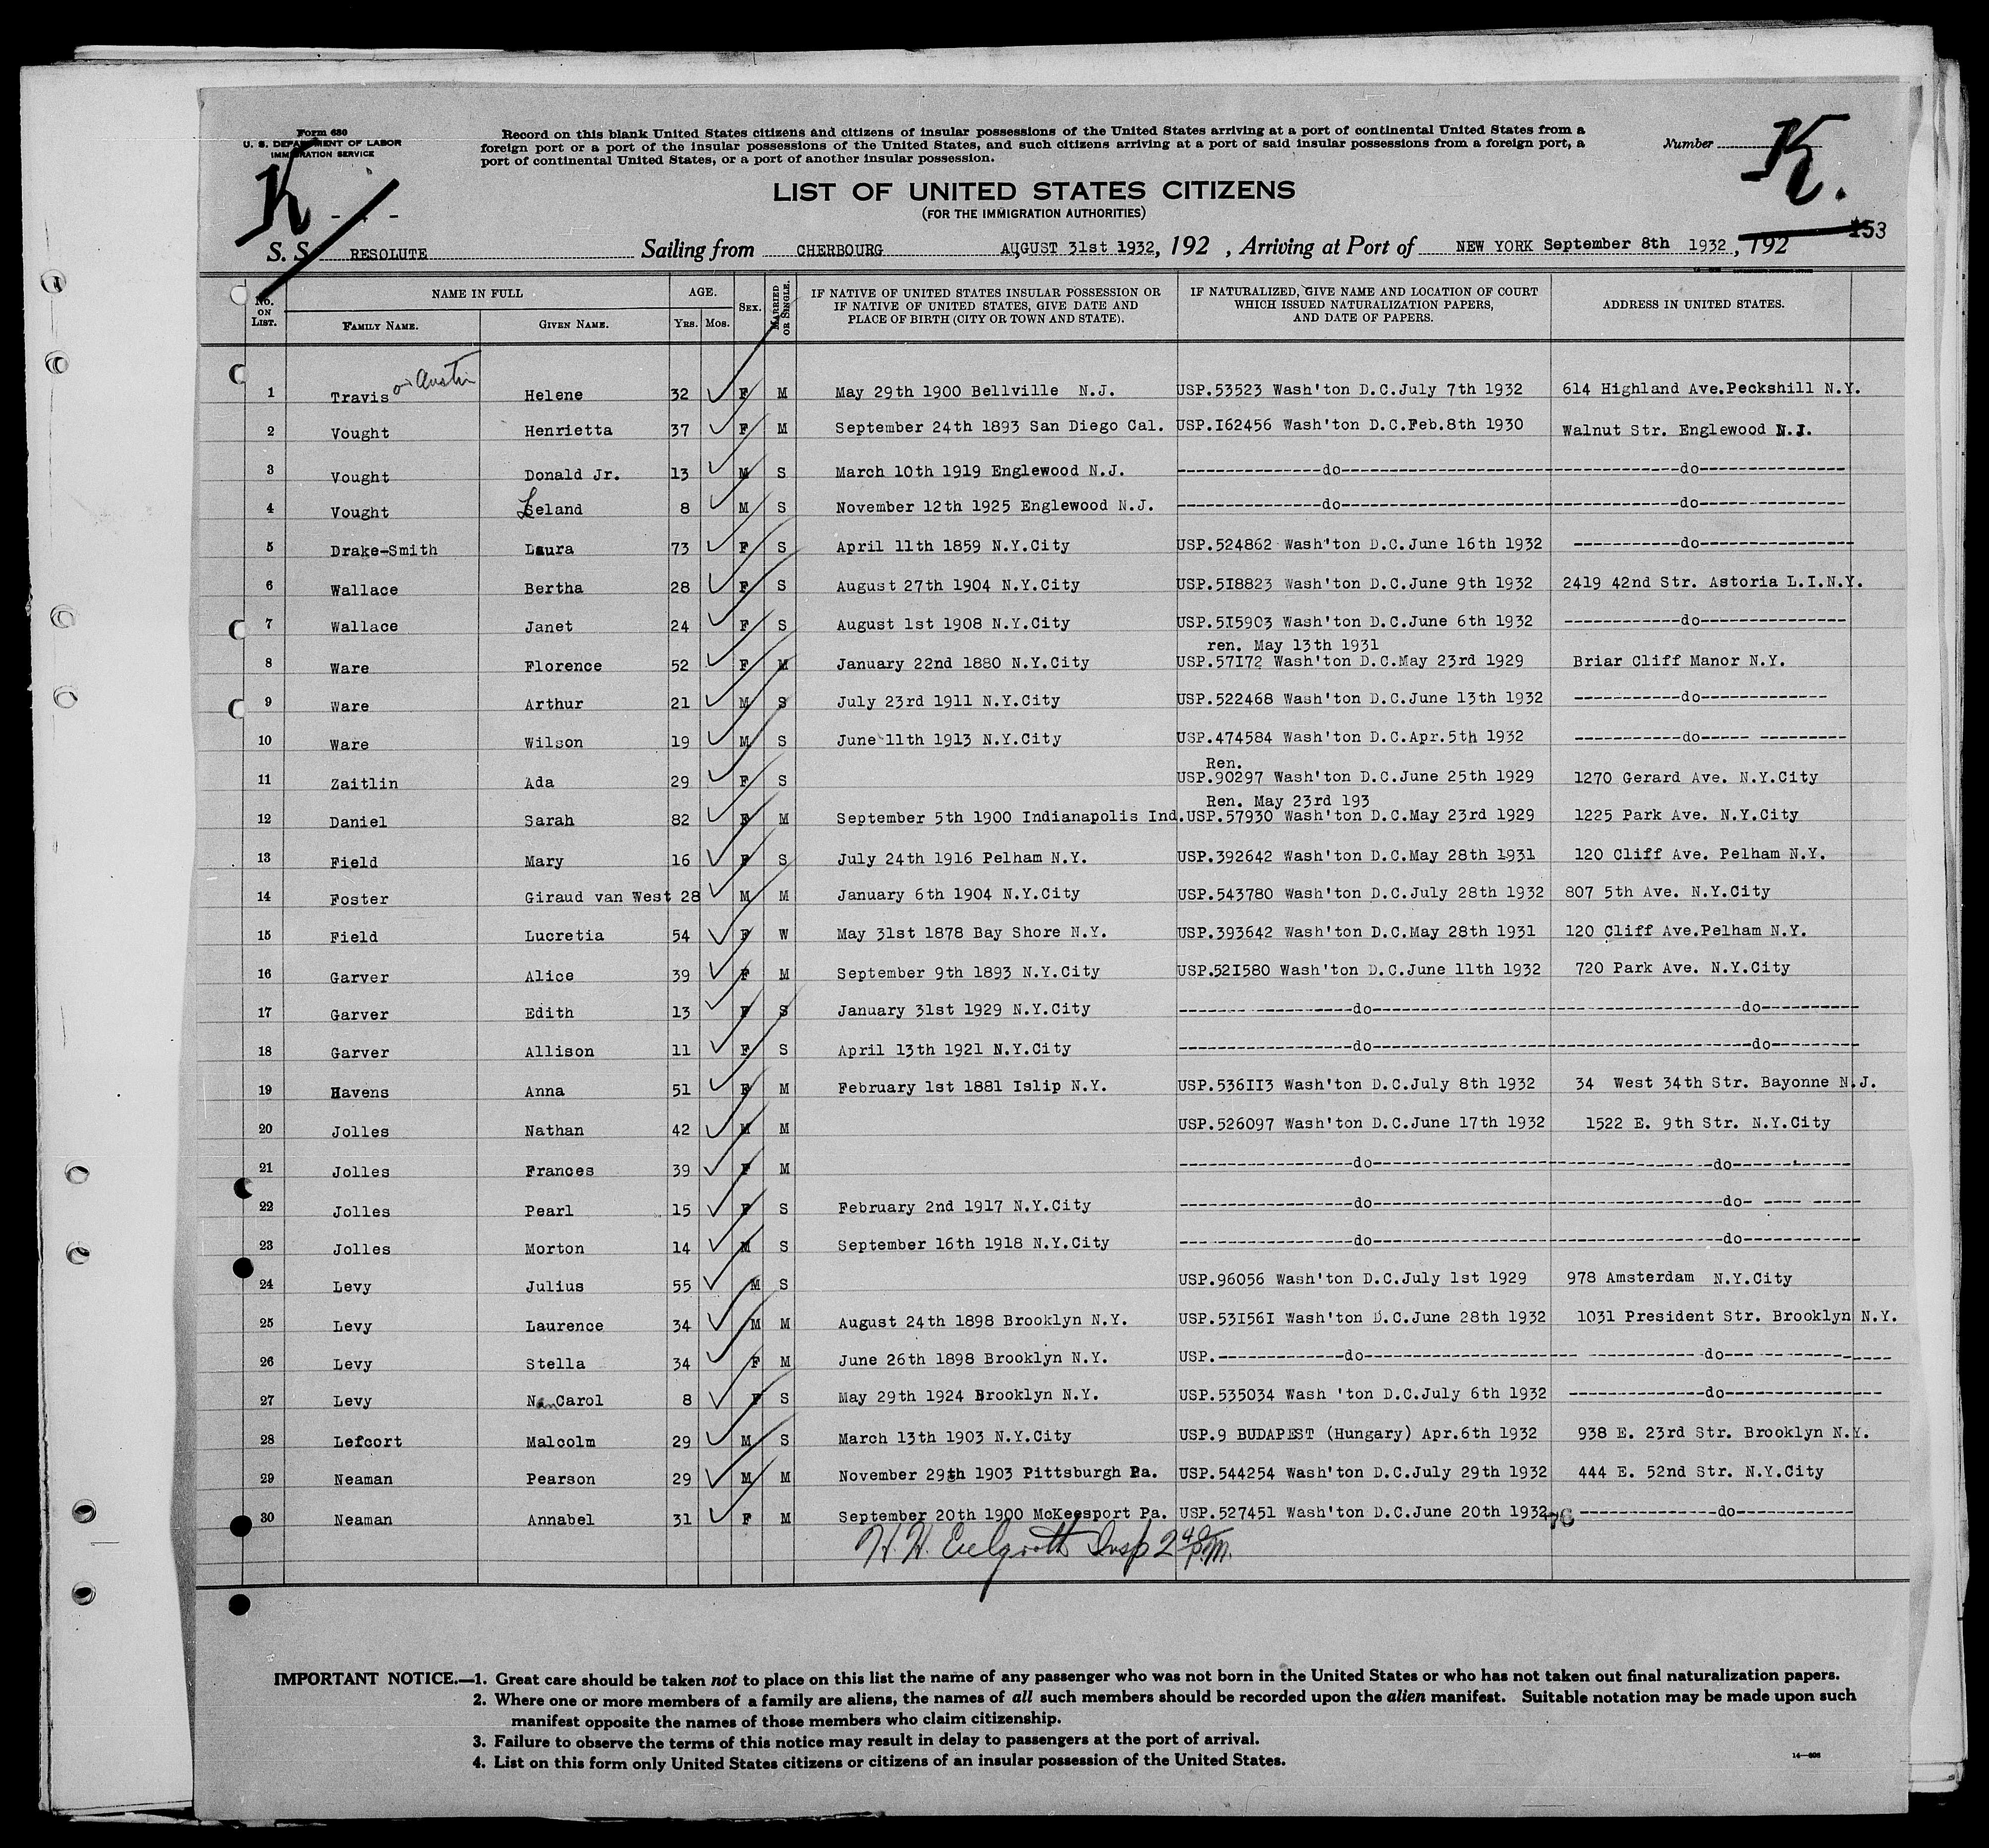 Form 630
U. S. DEPARTMENT OF LABOR
IMMIGRATION SERVICE
Record on this blank United States citizens and citizens of insular possessions of the United States arriving at a port of continental United States from a
foreign port or a port of the insular possessions of the United States, and such citizens arriving at a port of said insular possessions from a foreign port, a
port of continental United States, or a port of another insular possession.
Number
K
K.
LIST OF UNITED STATES CITIZENS
(FOR THE IMMIGRATION AUTHORITIES)
153
S. S. RESOLUTE Sailing from CHERBOURG AUGUST 31st 1932, 192 , Arriving at Port of NEW YORK September 8th 1932, 192
No. ON LIST. NAME IN FULL FAMILY NAME. GIVEN NAME. AGE. YRS. MOS. SEX. MARRIED OR SINGLE. IF NATIVE OF UNITED STATES INSULAR POSSESSION OR IF NATIVE OF UNITED STATES, GIVE DATE AND PLACE OF BIRTH (CITY OR TOWN AND STATE). IF NATURALIZED, GIVE NAME AND LOCATION OF COURT WHICH ISSUED NATURALIZATION PAPERS, AND DATE OF PAPERS. ADDRESS IN UNITED STATES.
1 Travis or Austin Helene 32 F M May 29th 1900 Bellville N.J. USP.53523 Wash'ton D.C.July 7th 1932 614 Highland Ave.Peckshill N.Y.
2 Vought Henrietta 37 F M September 24th 1893 San Diego Cal. USP.I62456 Wash'ton D.C.Feb.8th 1930 Walnut Str. Englewood N.J.
3 Vought Donald Jr. 13 M S March 10th 1919 Englewood N.J. ---do--- ---do---
4 Vought Leland 8 M S November 12th 1925 Englewood N.J. ---do--- ---do---
5 Drake-Smith Laura 73 F S April 11th 1859 N.Y.City USP.524862 Wash'ton D.C.June 16th 1932 ---do---
6 Wallace Bertha 28 F S August 27th 1904 N.Y.City USP.5I8823 Wash'ton D.C.June 9th 1932 2419 42nd Str. Astoria L.I.N.Y.
7 Wallace Janet 24 F S August 1st 1908 N.Y.City USP.5I5903 Wash'ton D.C.June 6th 1932 ---do---
ren. May 13th 1931
8 Ware Florence 52 F M January 22nd 1880 N.Y.City USP.57I72 Wash'ton D.C.May 23rd 1929 Briar Cliff Manor N.Y.
9 Ware Arthur 21 M S July 23rd 1911 N.Y.City USP.522468 Wash'ton D.C.June 13th 1932 ---do---
10 Ware Wilson 19 M S June 11th 1913 N.Y.City USP.474584 Wash'ton D.C.Apr.5th 1932 ---do---
Ren.
11 Zaitlin Ada 29 F S USP.90297 Wash'ton D.C.June 25th 1929 1270 Gerard Ave. N.Y.City
Ren. May 23rd 193
12 Daniel Sarah 82 F M September 5th 1900 Indianapolis Ind. USP.57930 Wash'ton D.C.May 23rd 1929 1225 Park Ave. N.Y.City
13 Field Mary 16 F S July 24th 1916 Pelham N.Y. USP.392642 Wash'ton D.C.May 28th 1931 120 Cliff Ave. Pelham N.Y.
14 Foster Giraud van West 28 M M January 6th 1904 N.Y.City USP.543780 Wash'ton D.C.July 28th 1932 807 5th Ave. N.Y.City
15 Field Lucretia 54 F W May 31st 1878 Bay Shore N.Y. USP.393642 Wash'ton D.C.May 28th 1931 120 Cliff Ave.Pelham N.Y.
16 Garver Alice 39 F M September 9th 1893 N.Y.City USP.52I580 Wash'ton D.C.June 11th 1932 720 Park Ave. N.Y.City
17 Garver Edith 13 F S January 31st 1929 N.Y.City ---do--- ---do---
18 Garver Allison 11 F S April 13th 1921 N.Y.City ---do--- ---do---
19 Havens Anna 51 F M February 1st 1881 Islip N.Y. USP.536II3 Wash'ton D.C.July 8th 1932 34 West 34th Str. Bayonne N.J.
20 Jolles Nathan 42 M M USP.526097 Wash'ton D.C.June 17th 1932 1522 E. 9th Str. N.Y.City
21 Jolles Frances 39 F M ---do--- ---do---
22 Jolles Pearl 15 F S February 2nd 1917 N.Y.City ---do--- ---do---
23 Jolles Morton 14 M S September 16th 1918 N.Y.City ---do--- ---do---
24 Levy Julius 55 M S USP.96056 Wash'ton D.C.July 1st 1929 978 Amsterdam N.Y.City
25 Levy Laurence 34 M M August 24th 1898 Brooklyn N.Y. USP.53I56I Wash'ton D.C.June 28th 1932 1031 President Str. Brooklyn N.Y.
26 Levy Stella 34 F M June 26th 1898 Brooklyn N.Y. USP.---do--- ---do---
27 Levy Nan Carol 8 F S May 29th 1924 Brooklyn N.Y. USP.535034 Wash 'ton D.C.July 6th 1932 ---do---
28 Lefcort Malcolm 29 M S March 13th 1903 N.Y.City USP.9 BUDAPEST (Hungary) Apr.6th 1932 938 E. 23rd Str. Brooklyn N.Y.
29 Neaman Pearson 29 M M November 29th 1903 Pittsburgh Pa. USP.544254 Wash'ton D.C.July 29th 1932 444 E. 52nd Str. N.Y.City
30 Neaman Annabel 31 F M September 20th 1900 McKeesport Pa. USP.527451 Wash'ton D.C.June 20th 1932 76 ---do---
H. H. Insp 2 40 P.M.
IMPORTANT NOTICE.—1. Great care should be taken not to place on this list the name of any passenger who was not born in the United States or who has not taken out final naturalization papers.
2. Where one or more members of a family are aliens, the names of all such members should be recorded upon the alien manifest. Suitable notation may be made upon such
manifest opposite the names of those members who claim citizenship.
3. Failure to observe the terms of this notice may result in delay to passengers at the port of arrival.
4. List on this form only United States citizens or citizens of an insular possession of the United States.